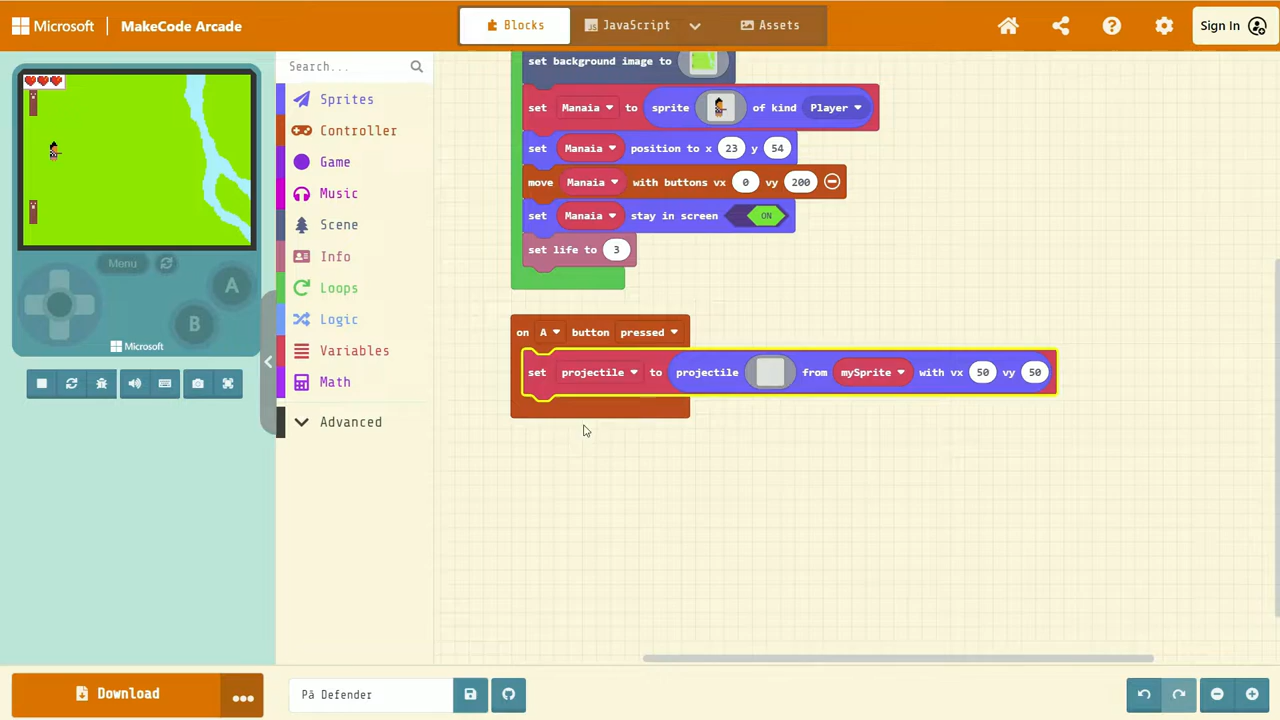 Microsoft MakeCode Arcade Blocks JavaScript Assets Sign In
Search...
Sprites
Controller
Game
Music
Scene
Info
Loops
Logic
Variables
Math
Advanced
Menu
A
B
Microsoft
set background image to
set Manaia to sprite of kind Player
set Manaia position to x 23 y 54
move Manaia with buttons vx 0 vy 200
set Manaia stay in screen ON
set life to 3
on A button pressed
set projectile to projectile from mySprite with vx 50 vy 50
Download
Pā Defender